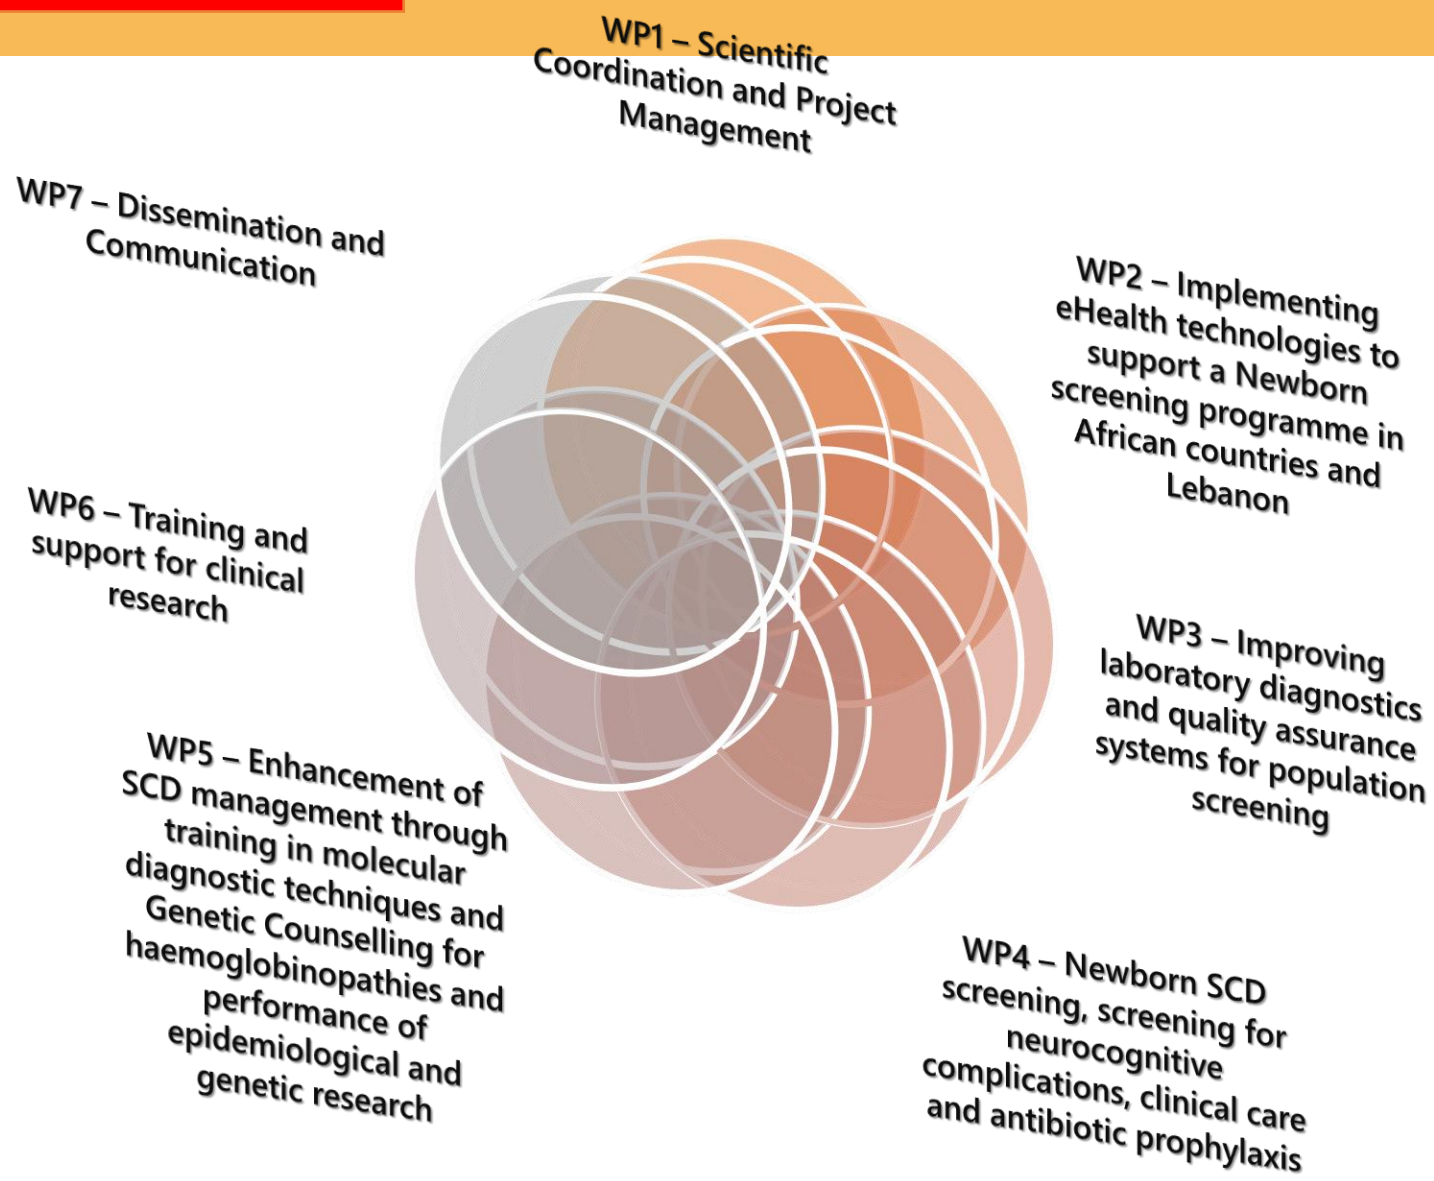 WP1 – Scientific
Coordination and Project
Management
WP2 – Implementing
eHealth technologies to
support a Newborn
screening programme in
African countries and
Lebanon
WP3 – Improving
laboratory diagnostics
and quality assurance
systems for population
screening
WP4 – Newborn SCD
screening, screening for
neurocognitive
complications, clinical care
and antibiotic prophylaxis
WP5 – Enhancement of
SCD management through
training in molecular
diagnostic techniques and
Genetic Counselling for
haemoglobinopathies and
performance of
epidemiological and
genetic research
WP6 – Training and
support for clinical
research
WP7 – Dissemination and
Communication